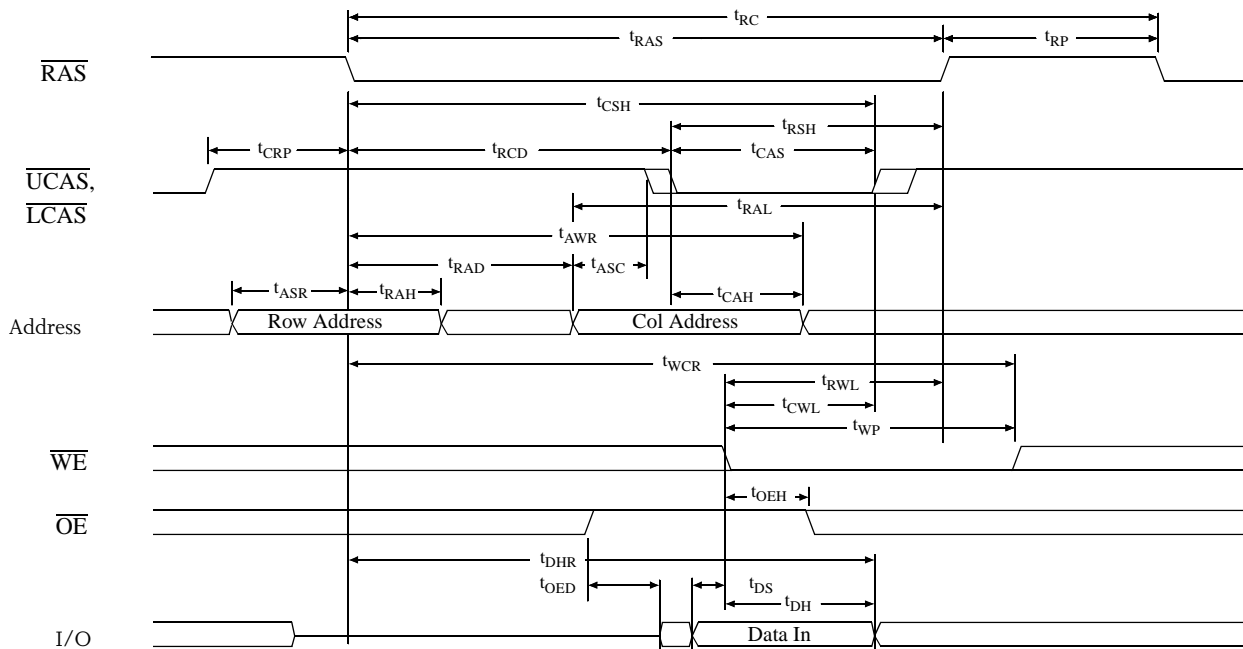 tRC
tRAS
tRP
RAS
tCSH
tRSH
tCRP
tRCD
tCAS
UCAS,
LCAS
tRAL
tAWR
tRAD
tASC
tASR
tRAH
tCAH
Address
Row Address
Col Address
tWCR
tRWL
tCWL
tWP
WE
tOEH
OE
tDHR
tOED
tDS
tDH
I/O
Data In